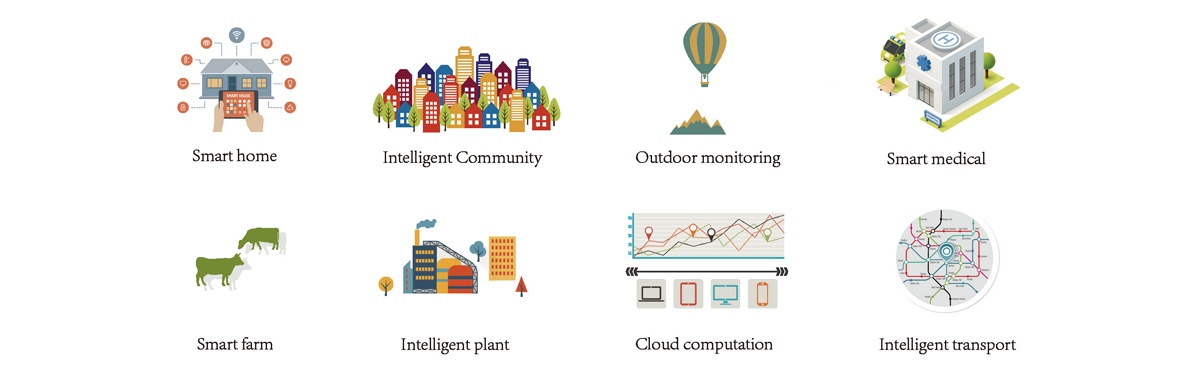 SMART HOUSE
Smart home
Intelligent Community
Outdoor monitoring
Smart medical
Smart farm
Intelligent plant
Cloud computation
Intelligent transport